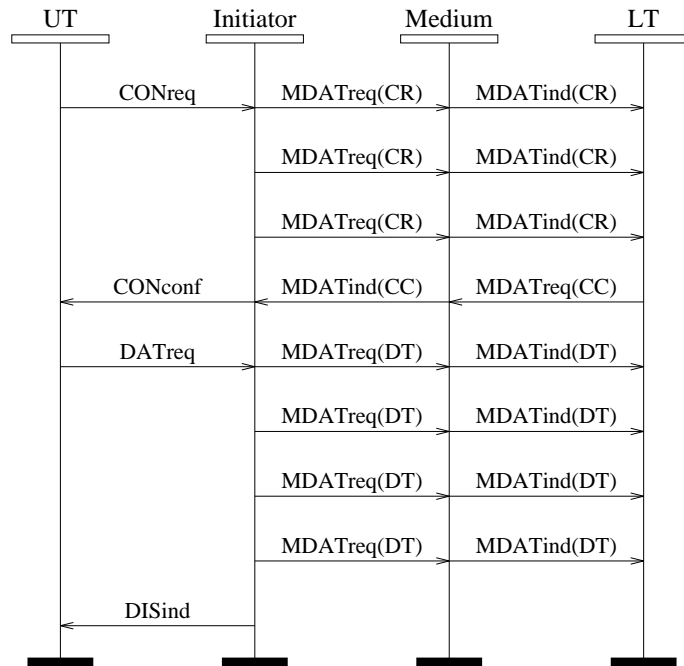 UT Initiator Medium LT
CONreq MDATreq(CR) MDATind(CR)
MDATreq(CR) MDATind(CR)
MDATreq(CR) MDATind(CR)
CONconf MDATind(CC) MDATreq(CC)
DATreq MDATreq(DT) MDATind(DT)
MDATreq(DT) MDATind(DT)
MDATreq(DT) MDATind(DT)
MDATreq(DT) MDATind(DT)
DISind